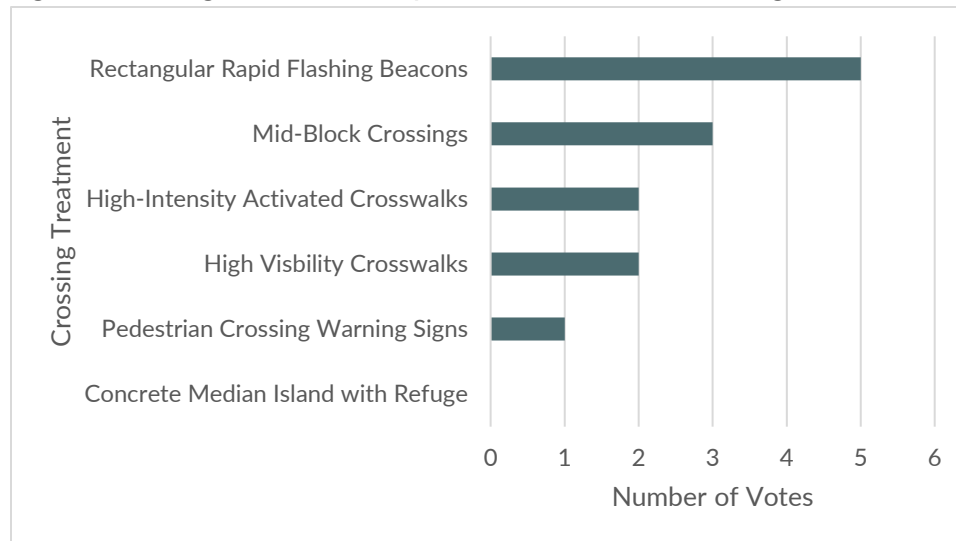 Rectangular Rapid Flashing Beacons
Mid-Block Crossings
High-Intensity Activated Crosswalks
High Visbility Crosswalks
Pedestrian Crossing Warning Signs
Concrete Median Island with Refuge
Crossing Treatment
0 1 2 3 4 5 6
Number of Votes